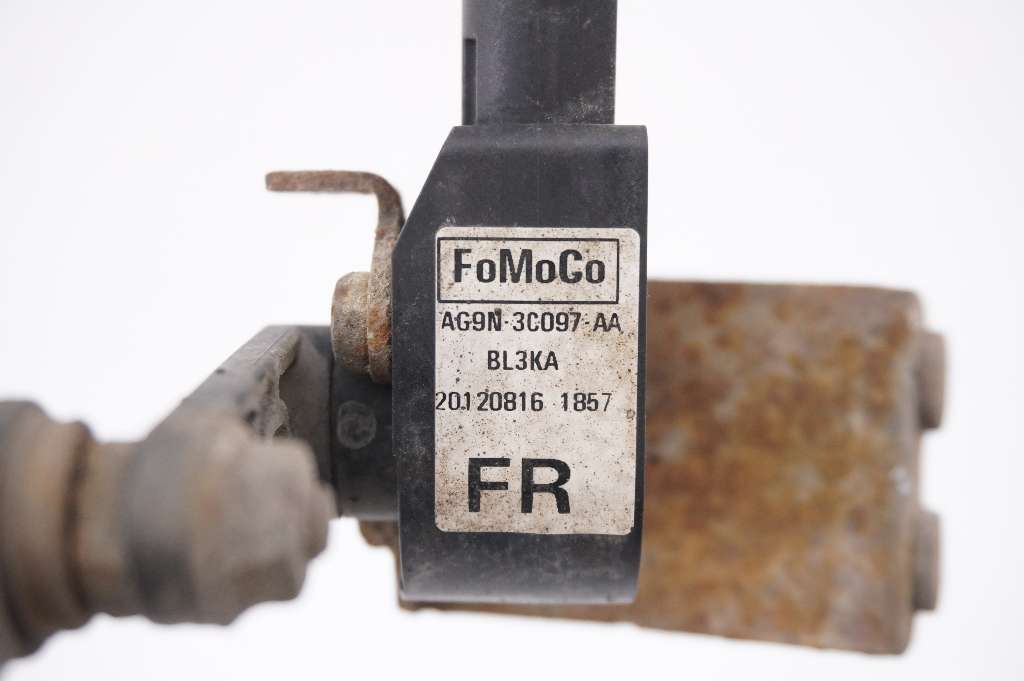 FoMoCo
AG9N-3C097-AA
BL3KA
20120816 1857
FR